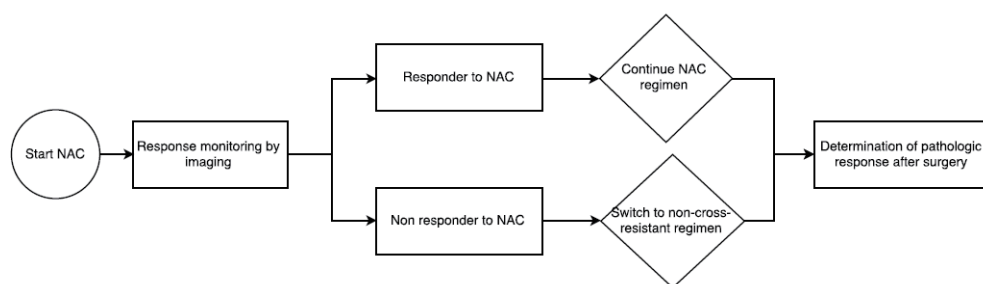 Start NAC
Response monitoring by
imaging
Responder to NAC
Continue NAC
regimen
Non responder to NAC
Switch to non-cross-
resistant regimen
Determination of pathologic
response after surgery